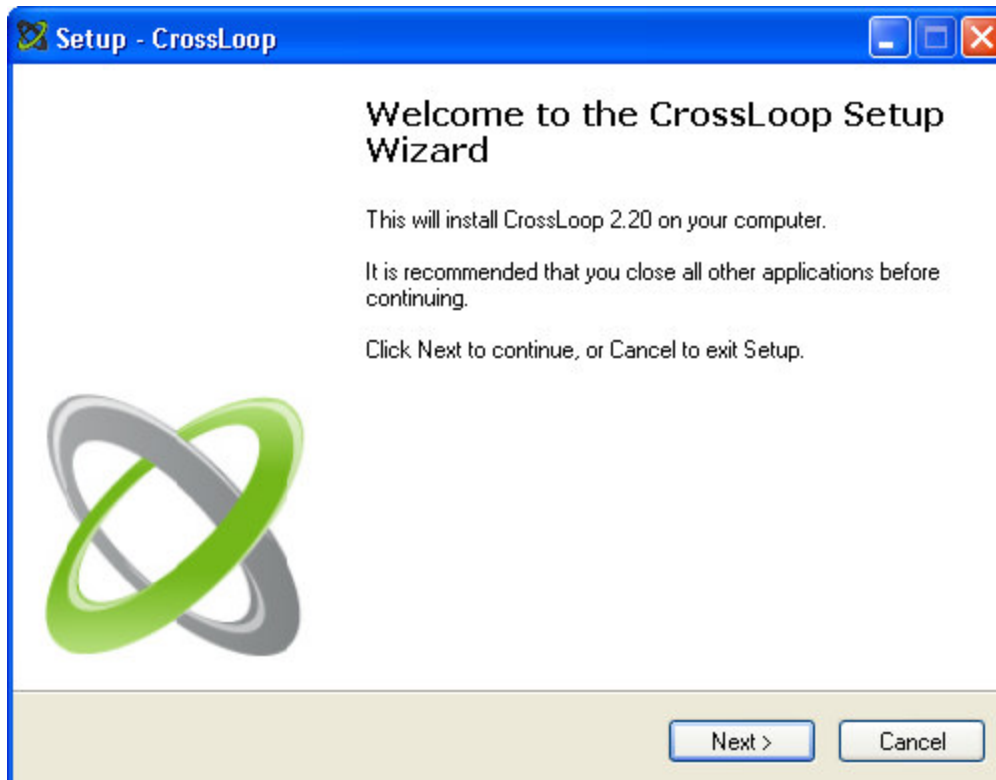 Setup - CrossLoop
Welcome to the CrossLoop Setup
Wizard
This will install CrossLoop 2.20 on your computer.
It is recommended that you close all other applications before
continuing.
Click Next to continue, or Cancel to exit Setup.
Next >
Cancel